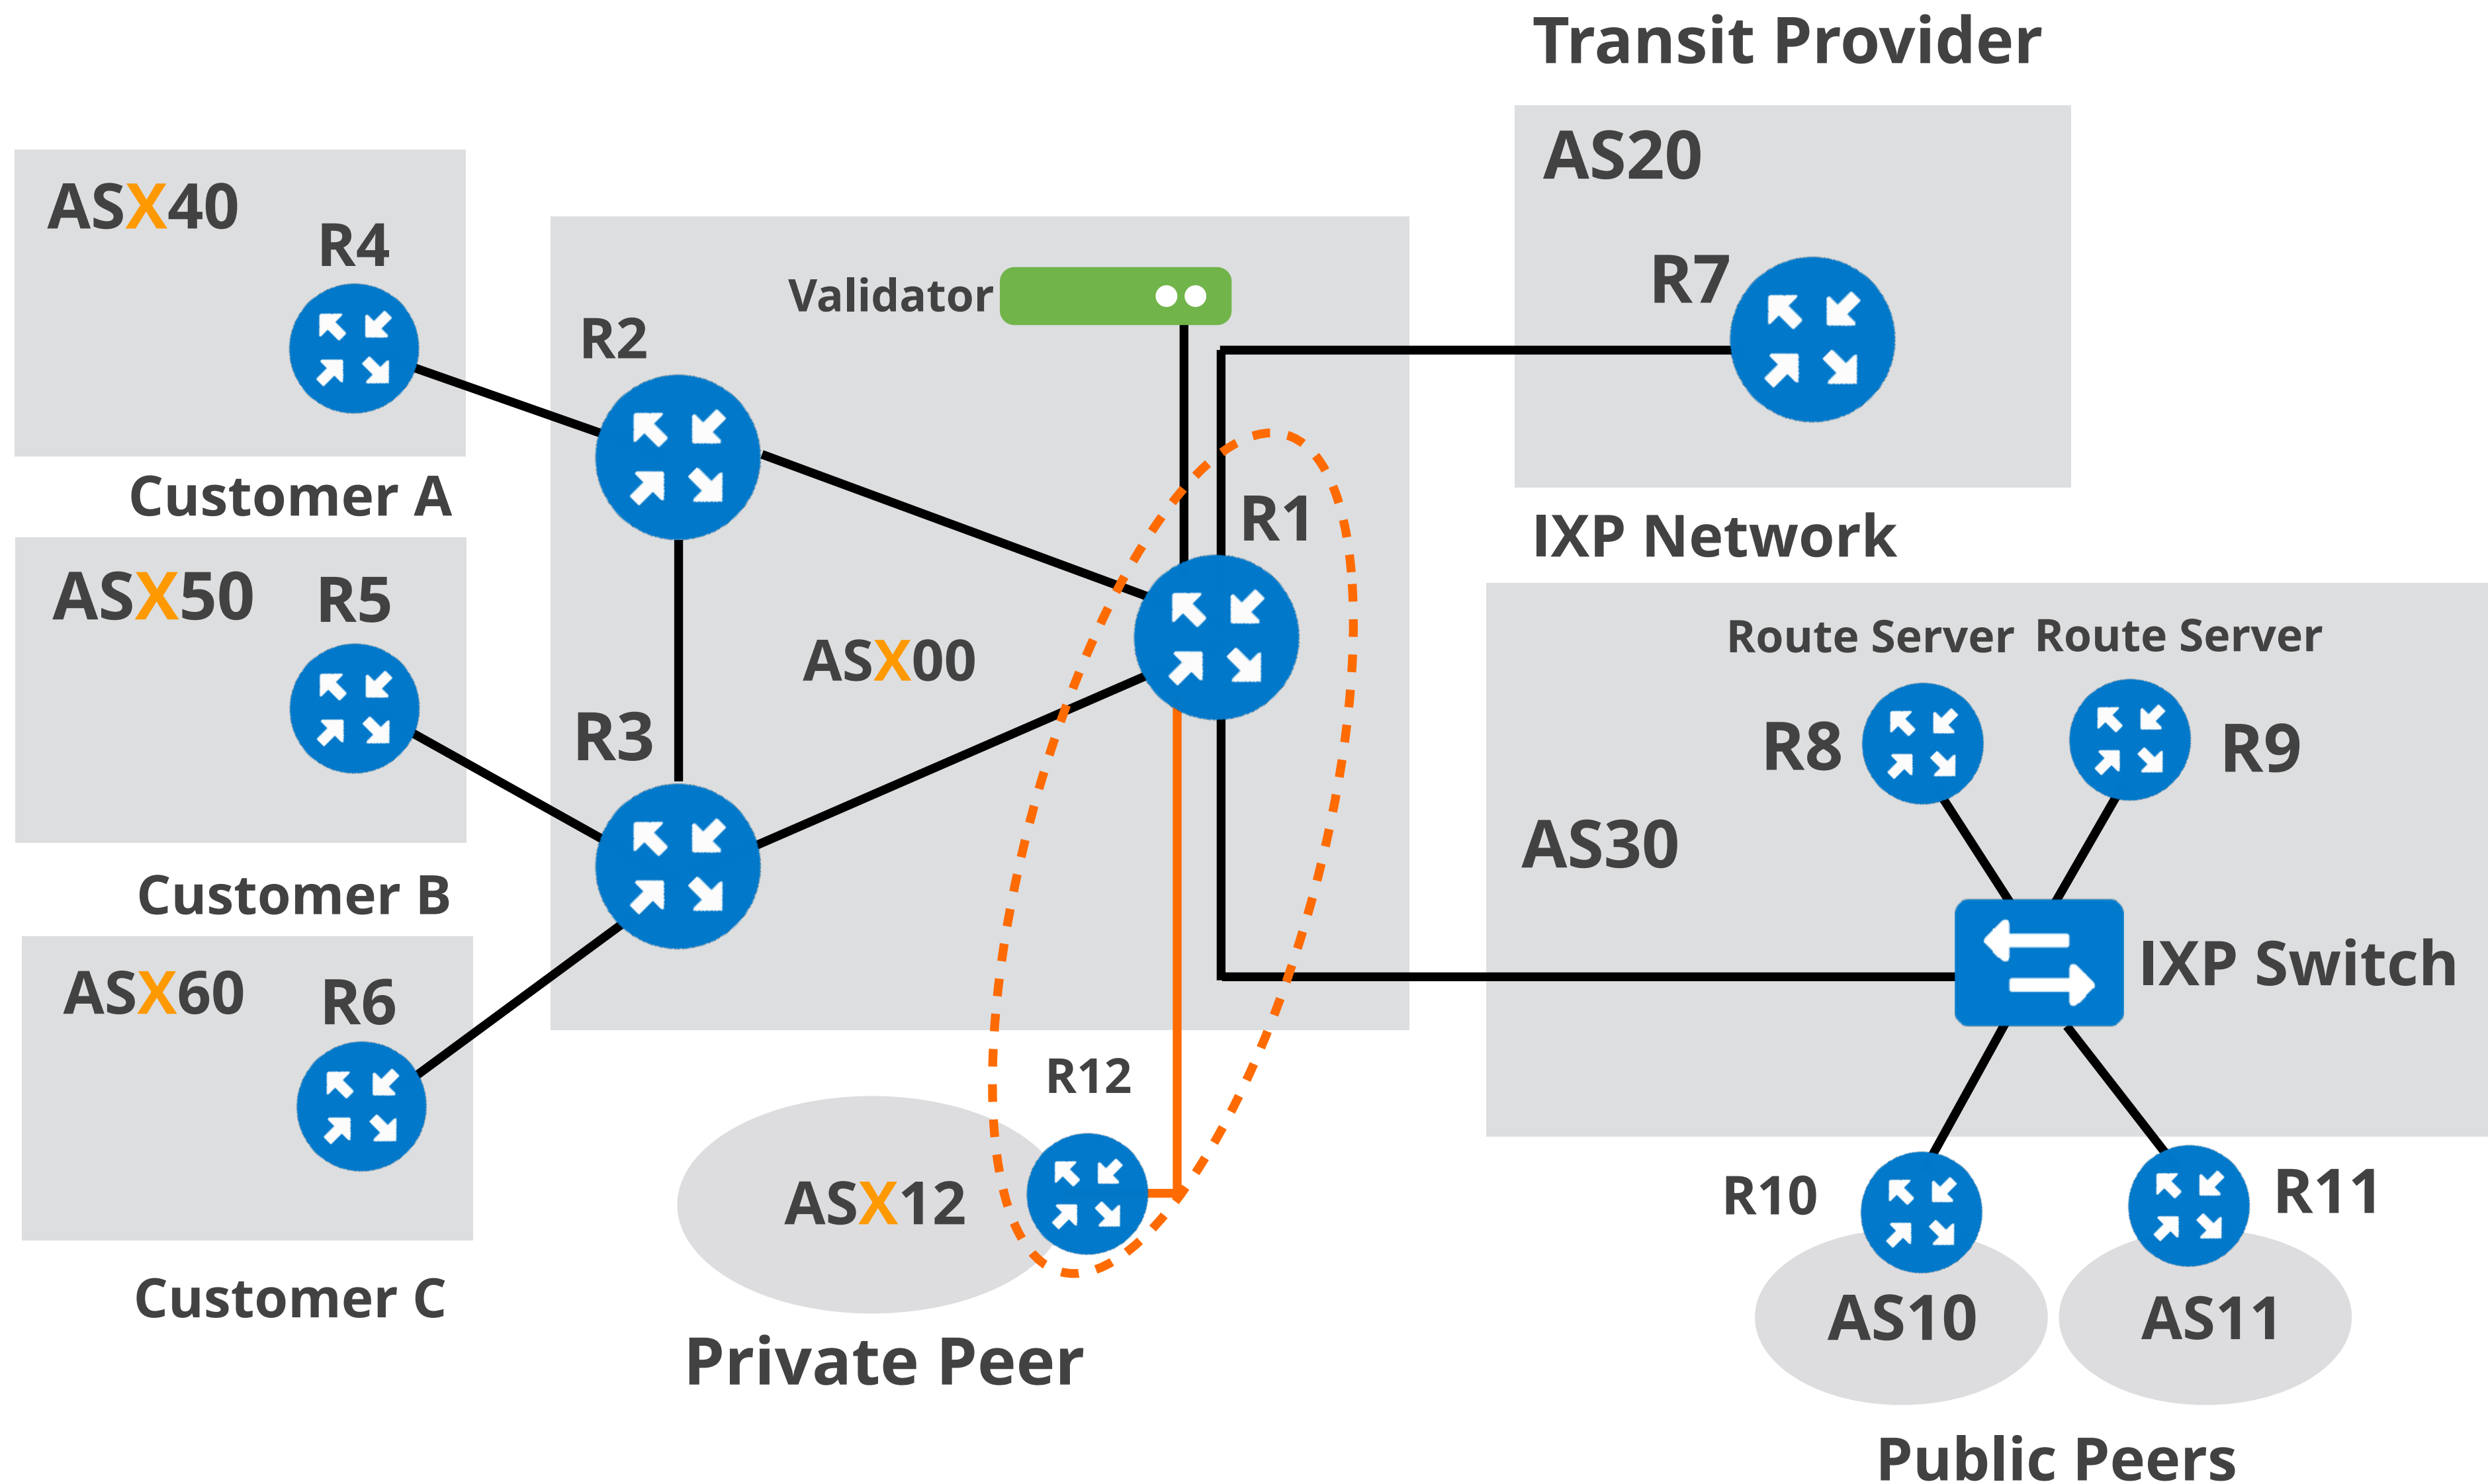 Transit Provider
AS20
R7
ASX40
R4
Customer A
Validator
R2
R1
IXP Network
ASX50
R5
Customer B
ASX00
R3
Route Server
Route Server
R8
R9
AS30
IXP Switch
ASX60
R6
Customer C
R12
ASX12
Private Peer
R10
R11
AS10
AS11
Public Peers